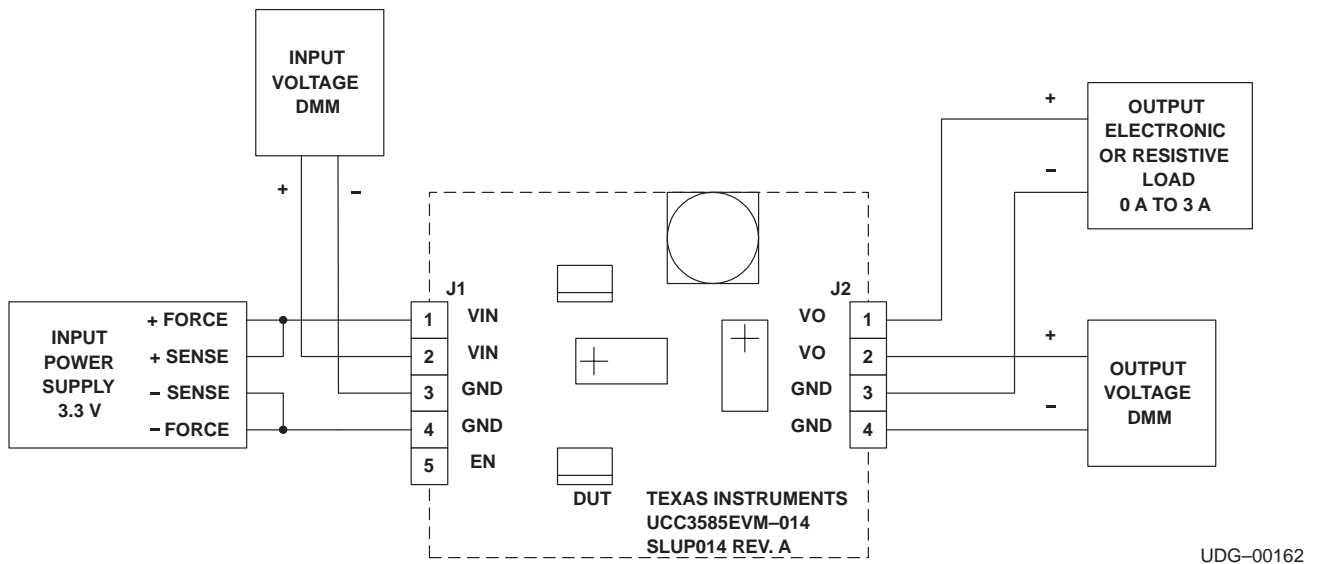 INPUT
VOLTAGE
DMM
+
–
INPUT
POWER
SUPPLY
3.3 V
+ FORCE
+ SENSE
– SENSE
– FORCE
J1
1 VIN
2 VIN
3 GND
4 GND
5 EN
+
+
DUT
TEXAS INSTRUMENTS
UCC3585EVM–014
SLUP014 REV. A
J2
VO 1
VO 2
GND 3
GND 4
+
–
OUTPUT
ELECTRONIC
OR RESISTIVE
LOAD
0 A TO 3 A
+
–
OUTPUT
VOLTAGE
DMM
UDG–00162